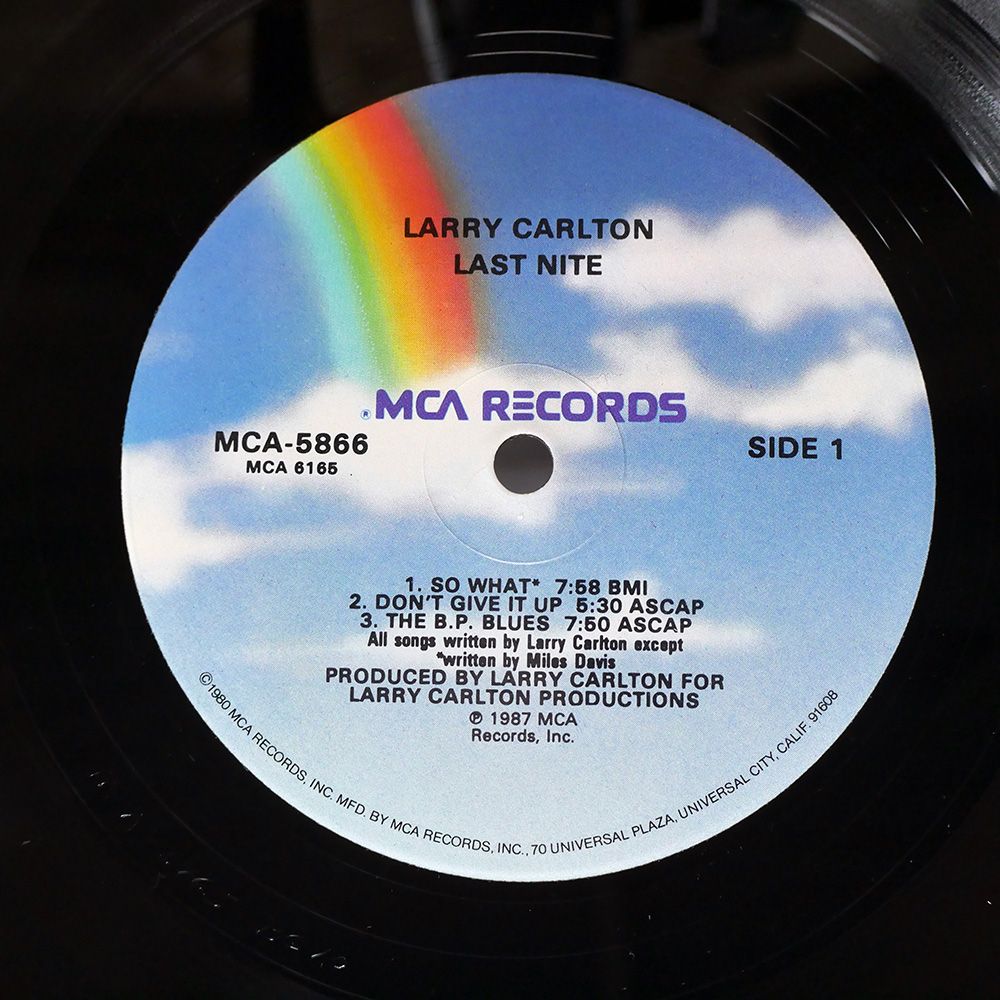 LARRY CARLTON
LAST NITE
® MCA RECORDS
MCA-5866
MCA 6165
SIDE 1
1. SO WHAT* 7:58 BMI
2. DON'T GIVE IT UP 5:30 ASCAP
3. THE B.P. BLUES 7:50 ASCAP
All songs written by Larry Carlton except
*written by Miles Davis
PRODUCED BY LARRY CARLTON FOR
LARRY CARLTON PRODUCTIONS
℗ 1987 MCA
Records, Inc.
©1980 MCA RECORDS, INC. MFD. BY MCA RECORDS, INC., 70 UNIVERSAL PLAZA, UNIVERSAL CITY, CALIF. 91608